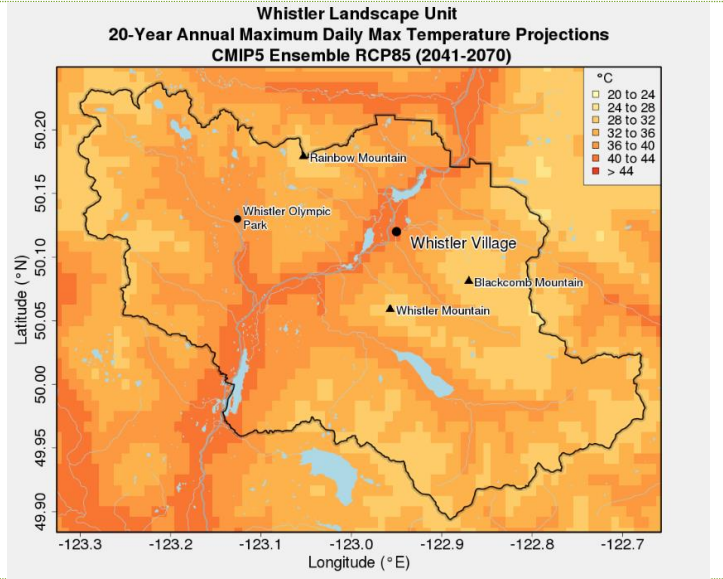 Whistler Landscape Unit
20-Year Annual Maximum Daily Max Temperature Projections
CMIP5 Ensemble RCP85 (2041-2070)
°C
20 to 24
24 to 28
28 to 32
32 to 36
36 to 40
40 to 44
> 44
Rainbow Mountain
Whistler Olympic
Park
Whistler Village
Blackcomb Mountain
Whistler Mountain
Latitude (°N)
50.20
50.15
50.10
50.05
50.00
49.95
49.90
-123.3 -123.2 -123.1 -123.0 -122.9 -122.8 -122.7
Longitude (°E)